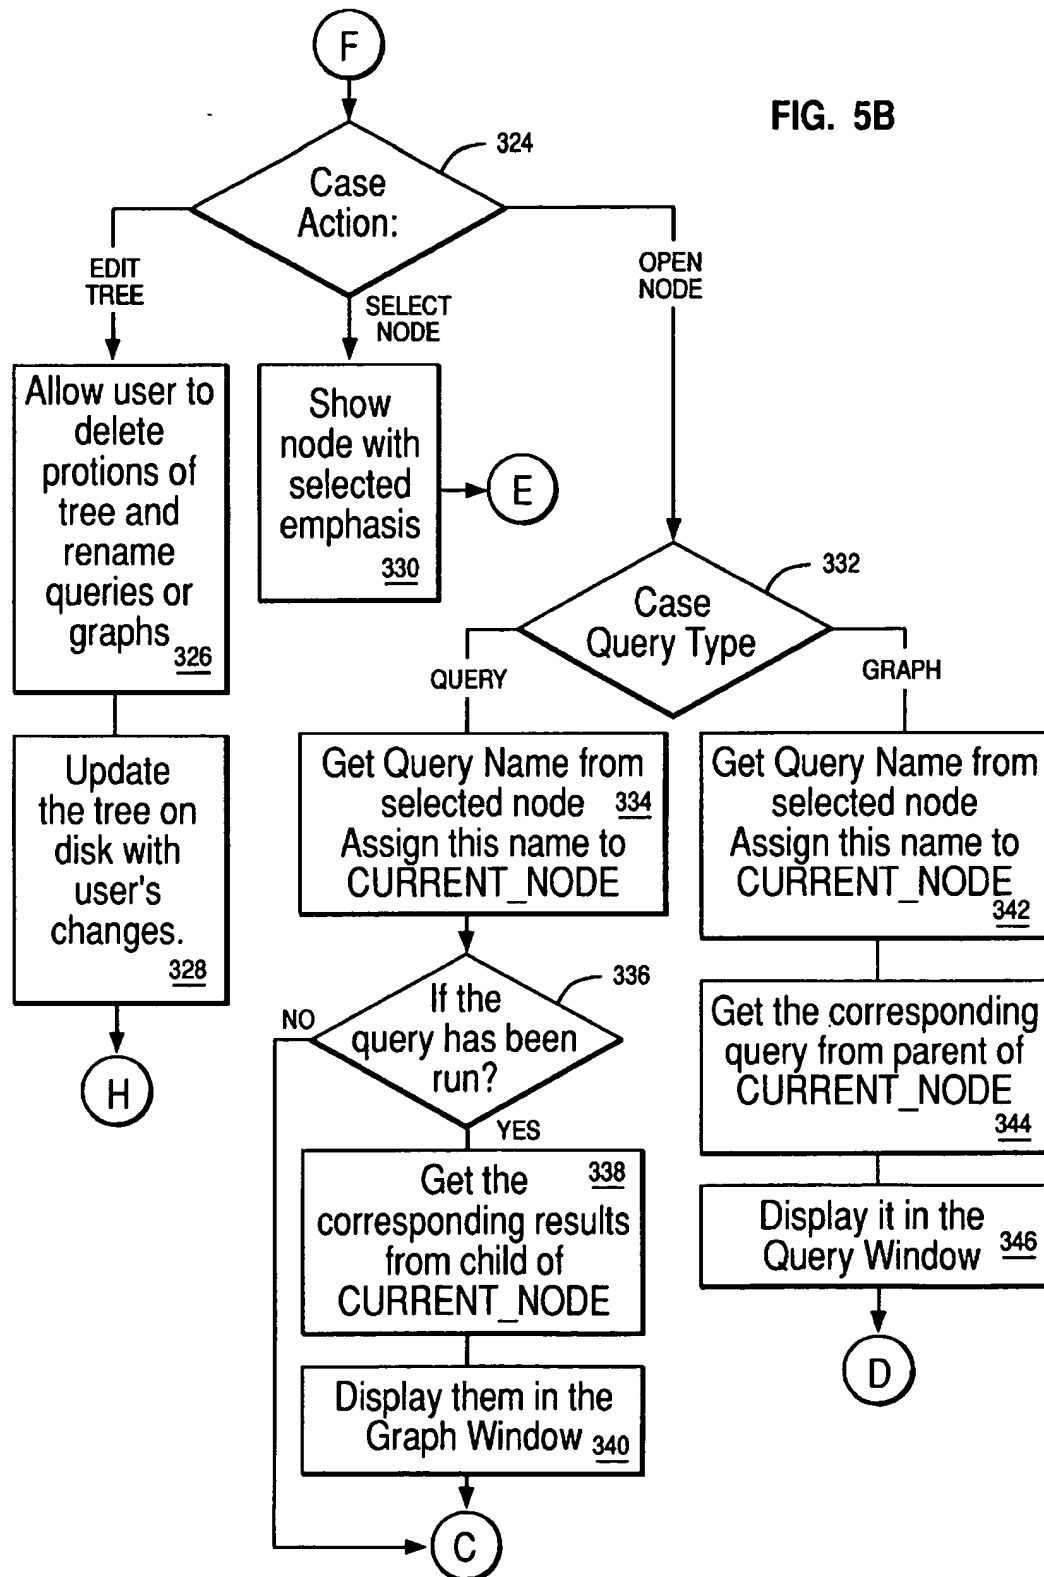 F
FIG. 5B
324
Case
Action:
EDIT
TREE
SELECT
NODE
OPEN
NODE
Allow user to
delete
protions of
tree and
rename
queries or
graphs 326
Show
node with
selected
emphasis
330
E
332
Case
Query Type
QUERY
GRAPH
Update
the tree on
disk with
user's
changes.
328
H
Get Query Name from
selected node 334
Assign this name to
CURRENT_NODE
Get Query Name from
selected node
Assign this name to
CURRENT_NODE
342
336
If the
query has been
run?
NO
YES
Get the corresponding
query from parent of
CURRENT_NODE
344
Get the 338
corresponding results
from child of
CURRENT_NODE
Display it in the
Query Window 346
D
Display them in the
Graph Window 340
C